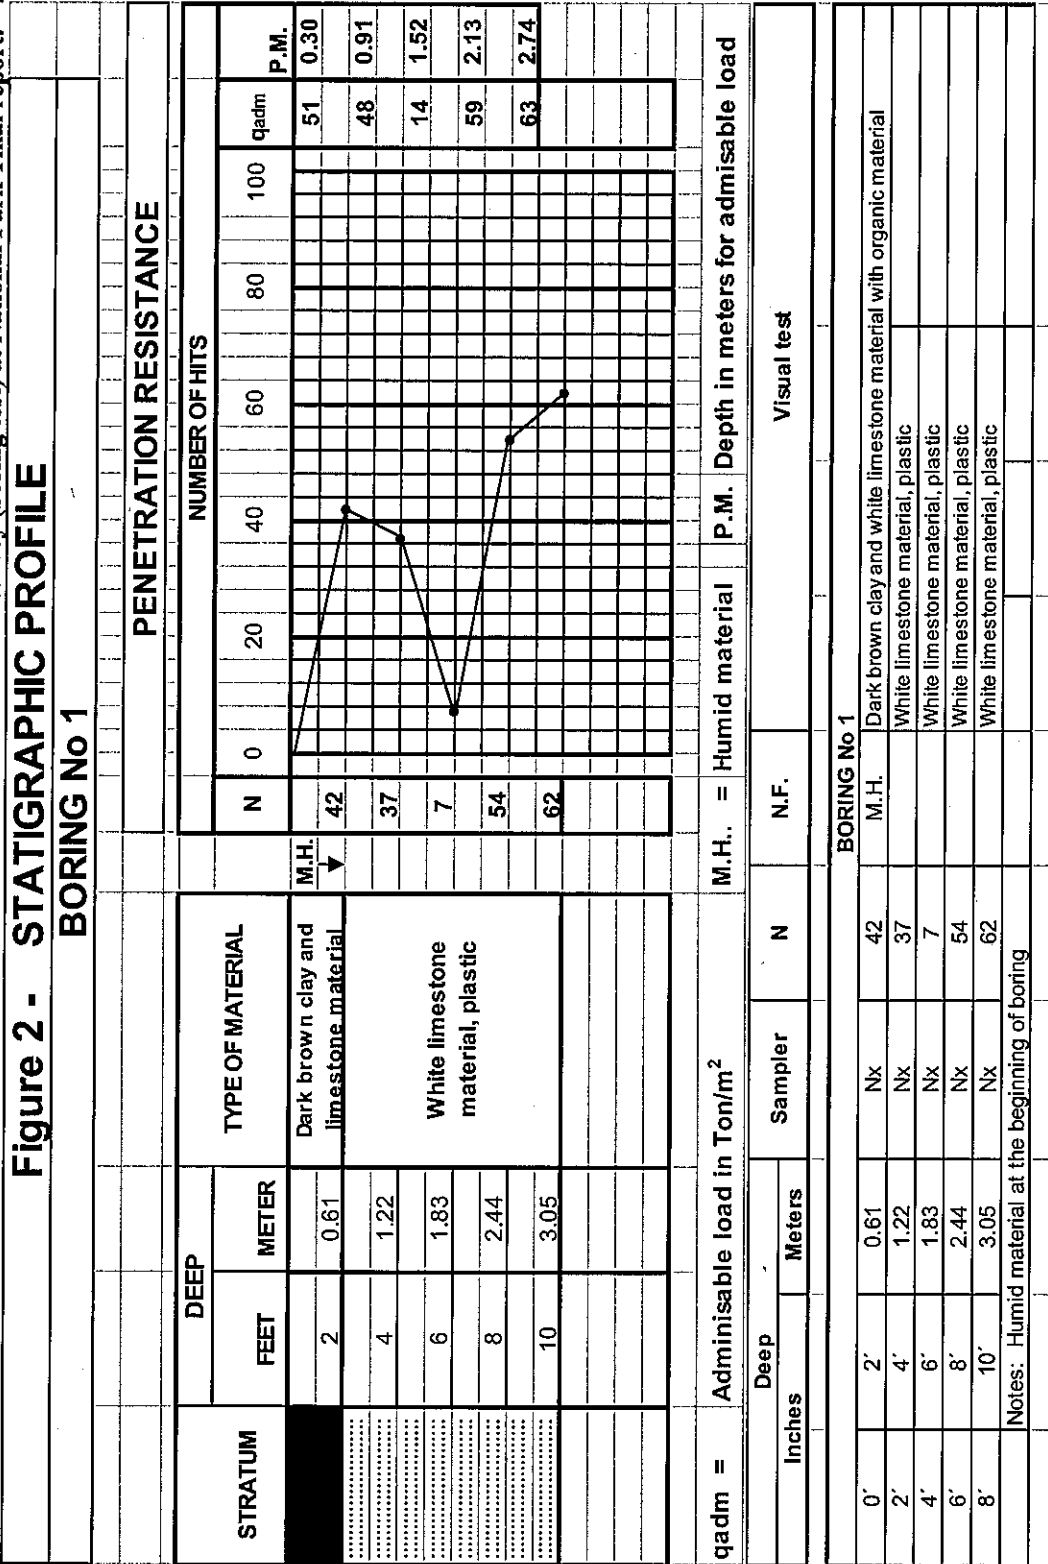 Figure 2 - STATIGRAPHIC PROFILE
BORING No 1
PENETRATION RESISTANCE
STRATUM
DEEP
FEET METER
TYPE OF MATERIAL
N
NUMBER OF HITS
0 20 40 60 80 100
qadm P.M.
2 0.61 Dark brown clay and limestone material M.H. 42 51 0.30
4 1.22 37 48 0.91
6 1.83 White limestone material, plastic 7 14 1.52
8 2.44 54 59 2.13
10 3.05 62 63 2.74
qadm = Adminisable load in Ton/m² M.H.. = Humid material P.M. Depth in meters for admisable load
Deep
Inches Meters Sampler N N.F. Visual test
BORING No 1
0´ 2´ 0.61 Nx 42 M.H. Dark brown clay and white limestone material with organic material
2´ 4´ 1.22 Nx 37 White limestone material, plastic
4´ 6´ 1.83 Nx 7 White limestone material, plastic
6´ 8´ 2.44 Nx 54 White limestone material, plastic
8´ 10´ 3.05 Nx 62 White limestone material, plastic
Notes: Humid material at the beginning of boring